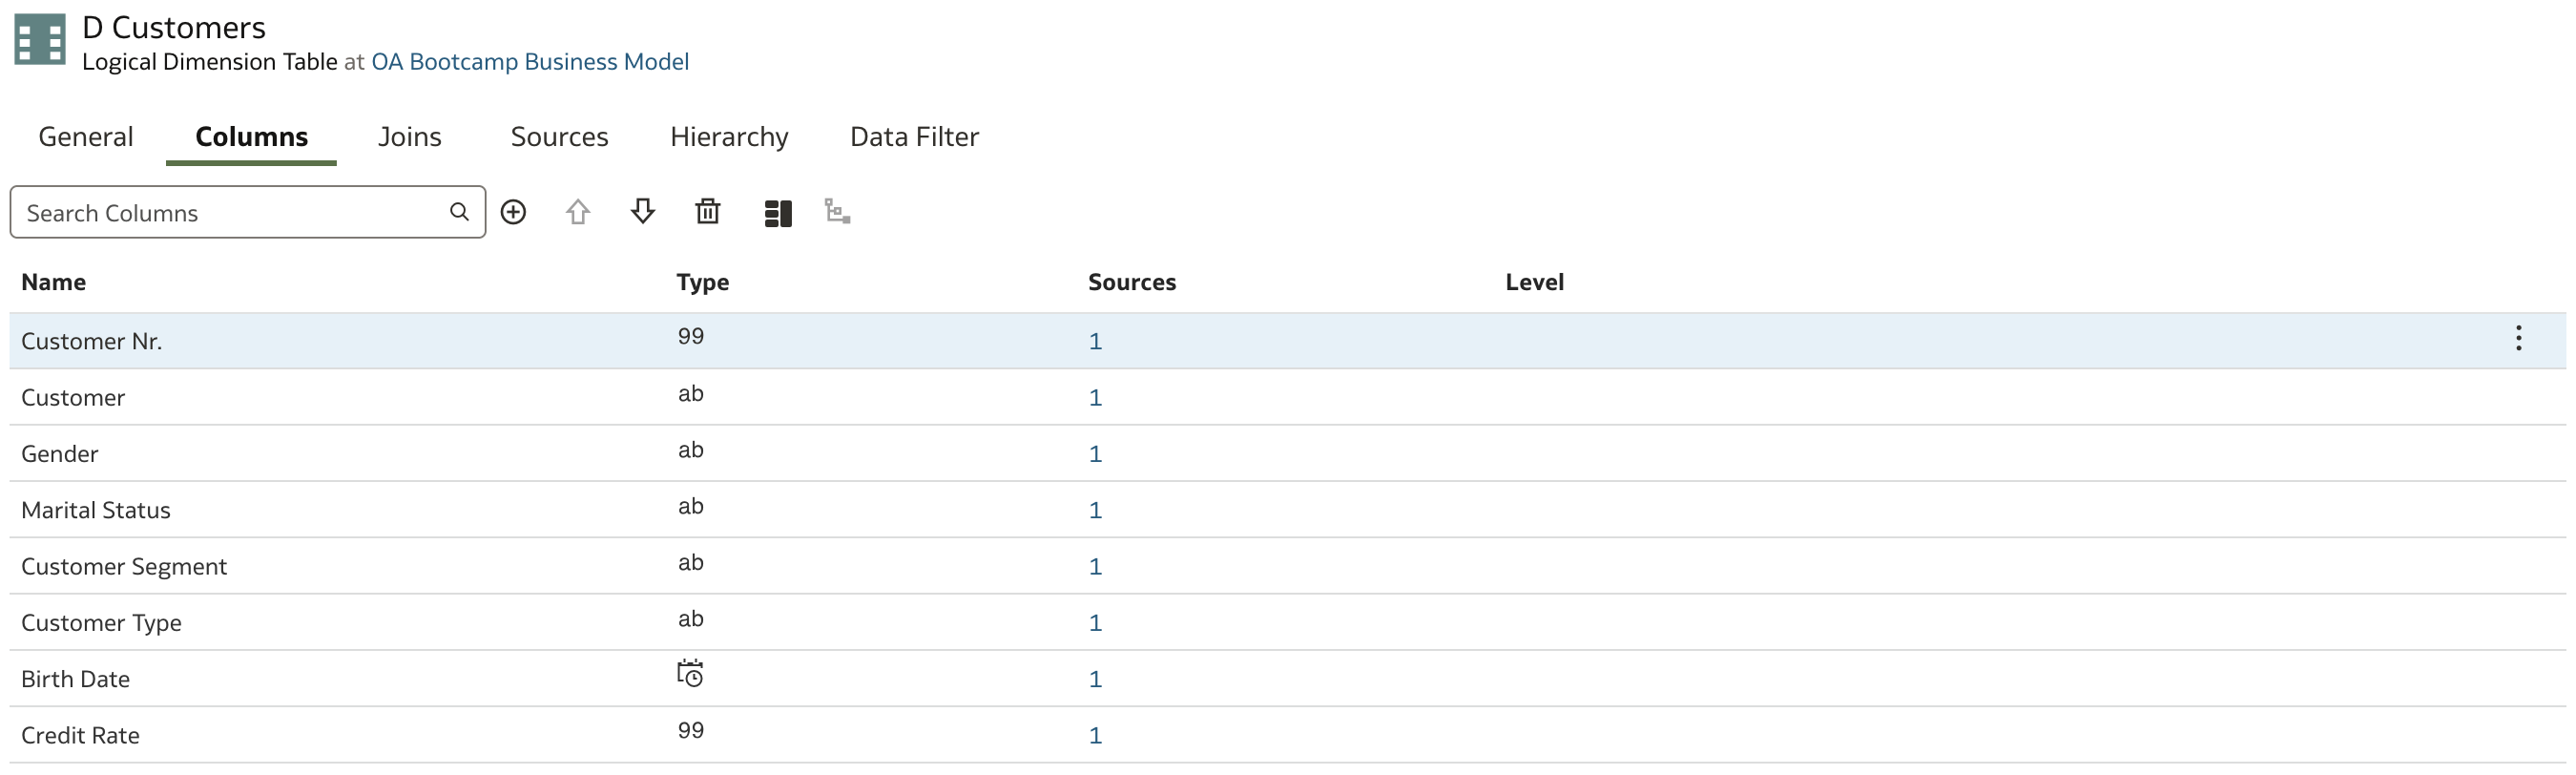 D Customers
Logical Dimension Table at OA Bootcamp Business Model
General Columns Joins Sources Hierarchy Data Filter
Search Columns
Name Type Sources Level
Customer Nr. 99 1
Customer ab 1
Gender ab 1
Marital Status ab 1
Customer Segment ab 1
Customer Type ab 1
Birth Date 1
Credit Rate 99 1